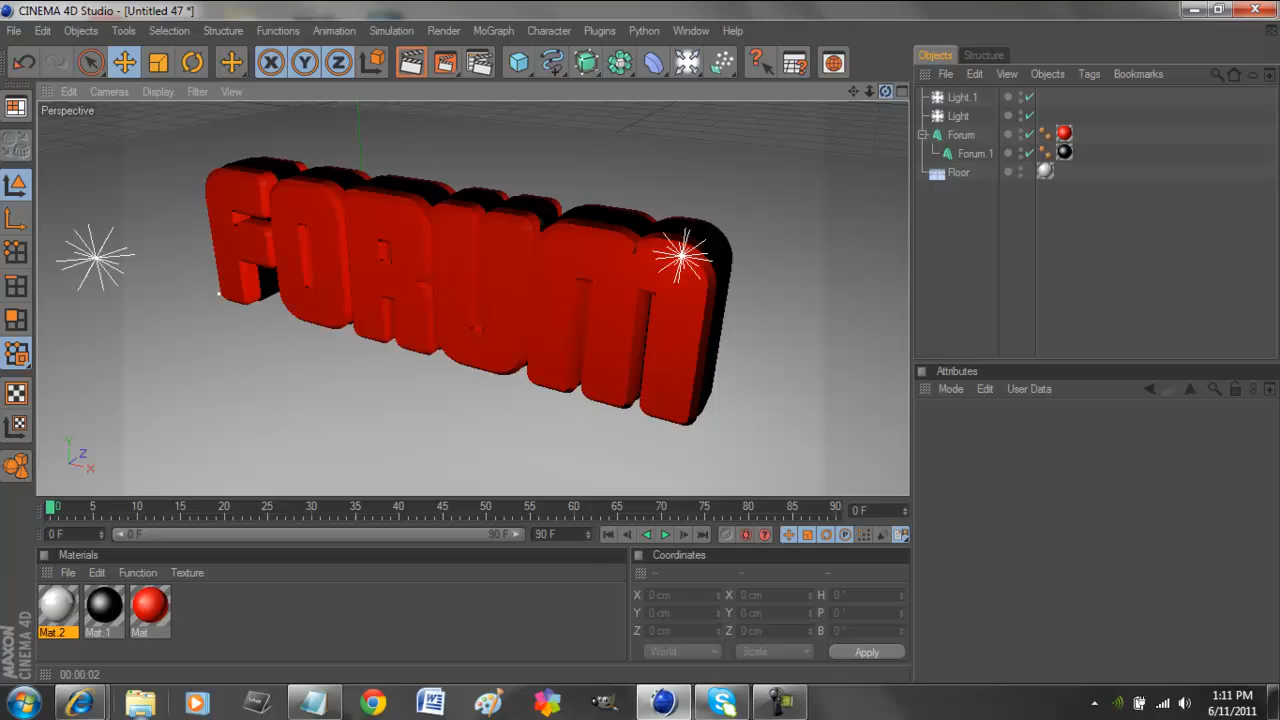 CINEMA 4D Studio - [Untitled 47 *]
File Edit Objects Tools Selection Structure Functions Animation Render MoGraph Character Plugins Python Window Help
X Y Z
Objects Structure
File Edit View Objects Tags Bookmarks
Edit Cameras Display Filter View
Perspective
Light.1
Light
Forum
Forum.1
Floor
FORUM
Attributes
Mode Edit User Data
Y
Z
X
0 5 10 15 20 25 30 35 40 45 50 55 60 65 70 75 80 85 90 0 F
0 F 0 F 90 F 90 F
Materials
File Edit Function Texture
Mat.2 Mat.1 Mat
Coordinates
-- -- --
X 0 cm X 0 cm H 0 °
Y 0 cm Y 0 cm P 0 °
Z 0 cm Z 0 cm B 0 °
World Scale Apply
MAXON
CINEMA 4D
00:00:02
1:11 PM
6/11/2011